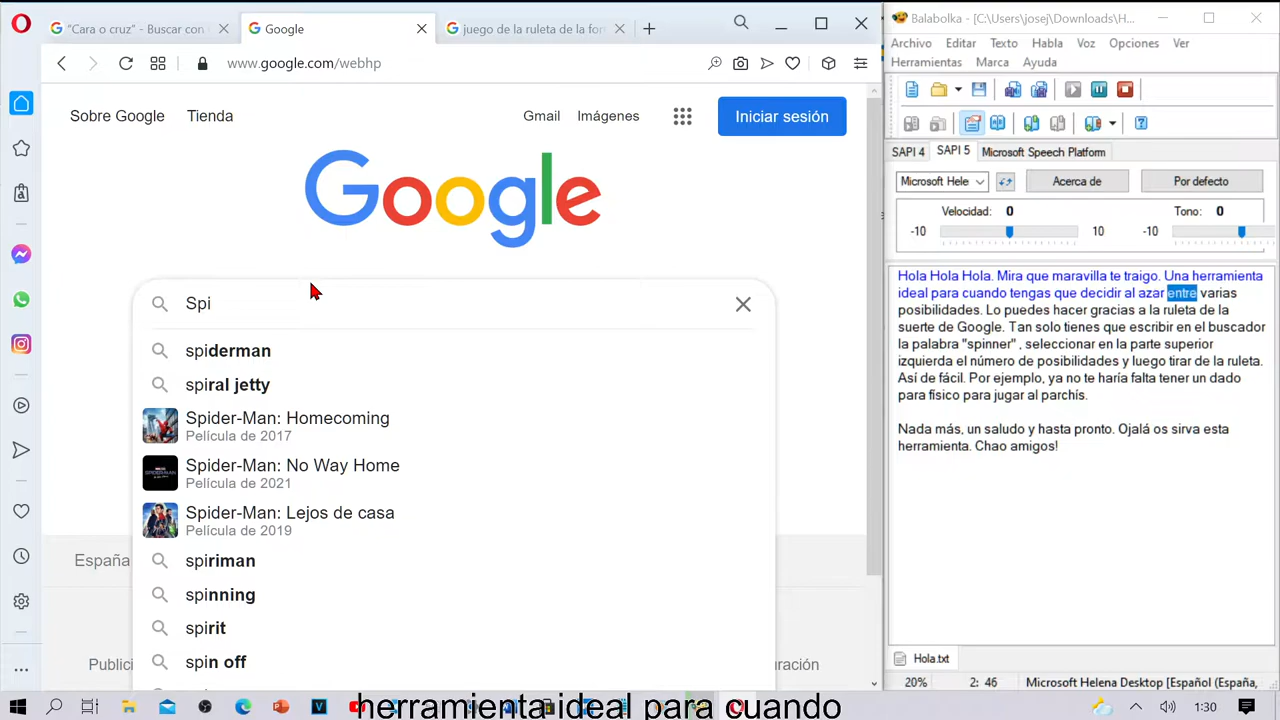 "Cara o cruz" - Buscar con
Google
juego de la ruleta de la for
www.google.com/webhp
Sobre Google
Tienda
Gmail
Imágenes
Iniciar sesión
Google
Spi
spiderman
spiral jetty
Spider-Man: Homecoming
Película de 2017
Spider-Man: No Way Home
Película de 2021
Spider-Man: Lejos de casa
Película de 2019
spiriman
spinning
spirit
spin off
España
Publici
uración
Balabolka - [C:\Users\josej\Downloads\H...
Archivo Editar Texto Habla Voz Opciones Ver
Herramientas Marca Ayuda
SAPI 4
SAPI 5
Microsoft Speech Platform
Microsoft Hele
Acerca de
Por defecto
Velocidad: 0
Tono: 0
-10
10
-10
Hola Hola Hola. Mira que maravilla te traigo. Una herramienta
ideal para cuando tengas que decidir al azar entre varias
posibilidades. Lo puedes hacer gracias a la ruleta de la
suerte de Google. Tan solo tienes que escribir en el buscador
la palabra "spinner" , seleccionar en la parte superior
izquierda el número de posibilidades y luego tirar de la ruleta.
Así de fácil. Por ejemplo, ya no te haría falta tener un dado
para físico para jugar al parchís.
Nada más, un saludo y hasta pronto. Ojalá os sirva esta
herramienta. Chao amigos!
Hola.txt
20%
2: 46
Microsoft Helena Desktop [Español (España,
herramienta ideal para cuando
1:30